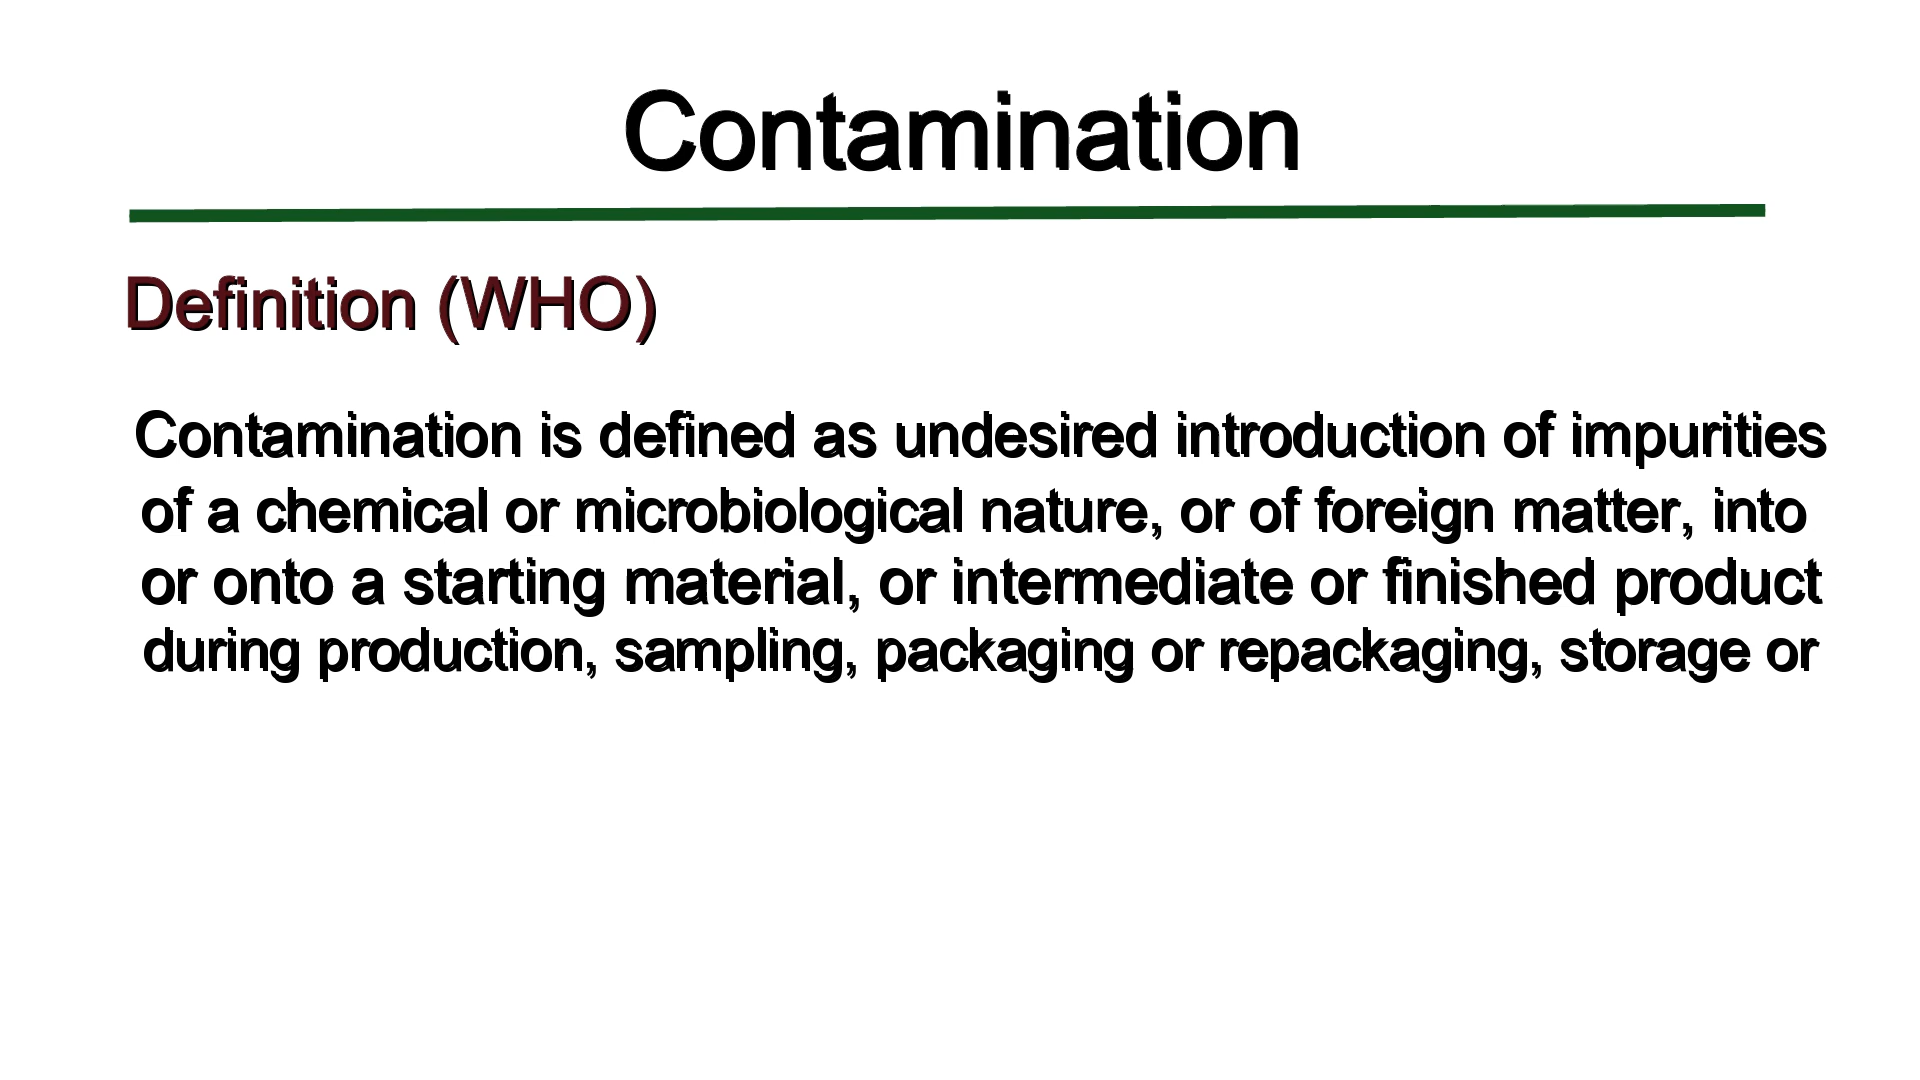 Contamination
Definition (WHO)
Contamination is defined as undesired introduction of impurities
of a chemical or microbiological nature, or of foreign matter, into
or onto a starting material, or intermediate or finished product
during production, sampling, packaging or repackaging, storage or